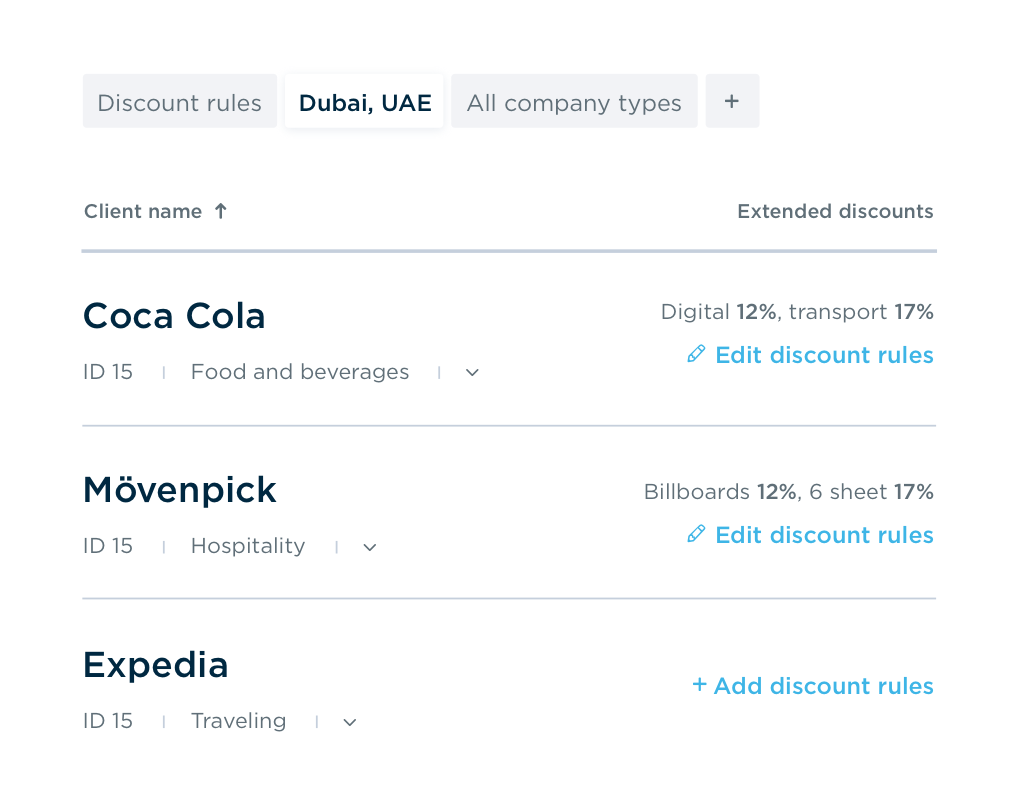 Discount rules Dubai, UAE All company types +
Client name ↑ Extended discounts
Coca Cola
Digital 12%, transport 17%
Edit discount rules
ID 15 | Food and beverages |
Mövenpick
Billboards 12%, 6 sheet 17%
Edit discount rules
ID 15 | Hospitality |
Expedia
+ Add discount rules
ID 15 | Traveling |